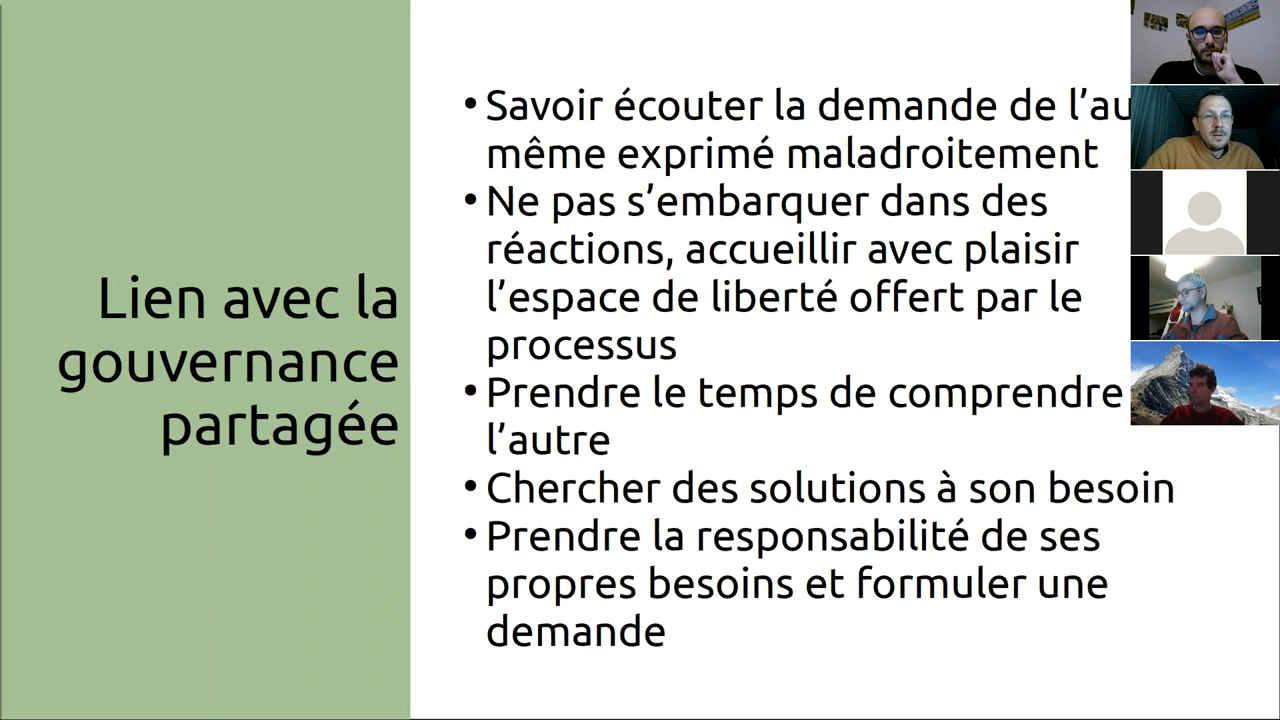 Lien avec la
gouvernance
partagée
• Savoir écouter la demande de l’au
même exprimé maladroitement
• Ne pas s’embarquer dans des
réactions, accueillir avec plaisir
l’espace de liberté offert par le
processus
• Prendre le temps de comprendre
l’autre
• Chercher des solutions à son besoin
• Prendre la responsabilité de ses
propres besoins et formuler une
demande